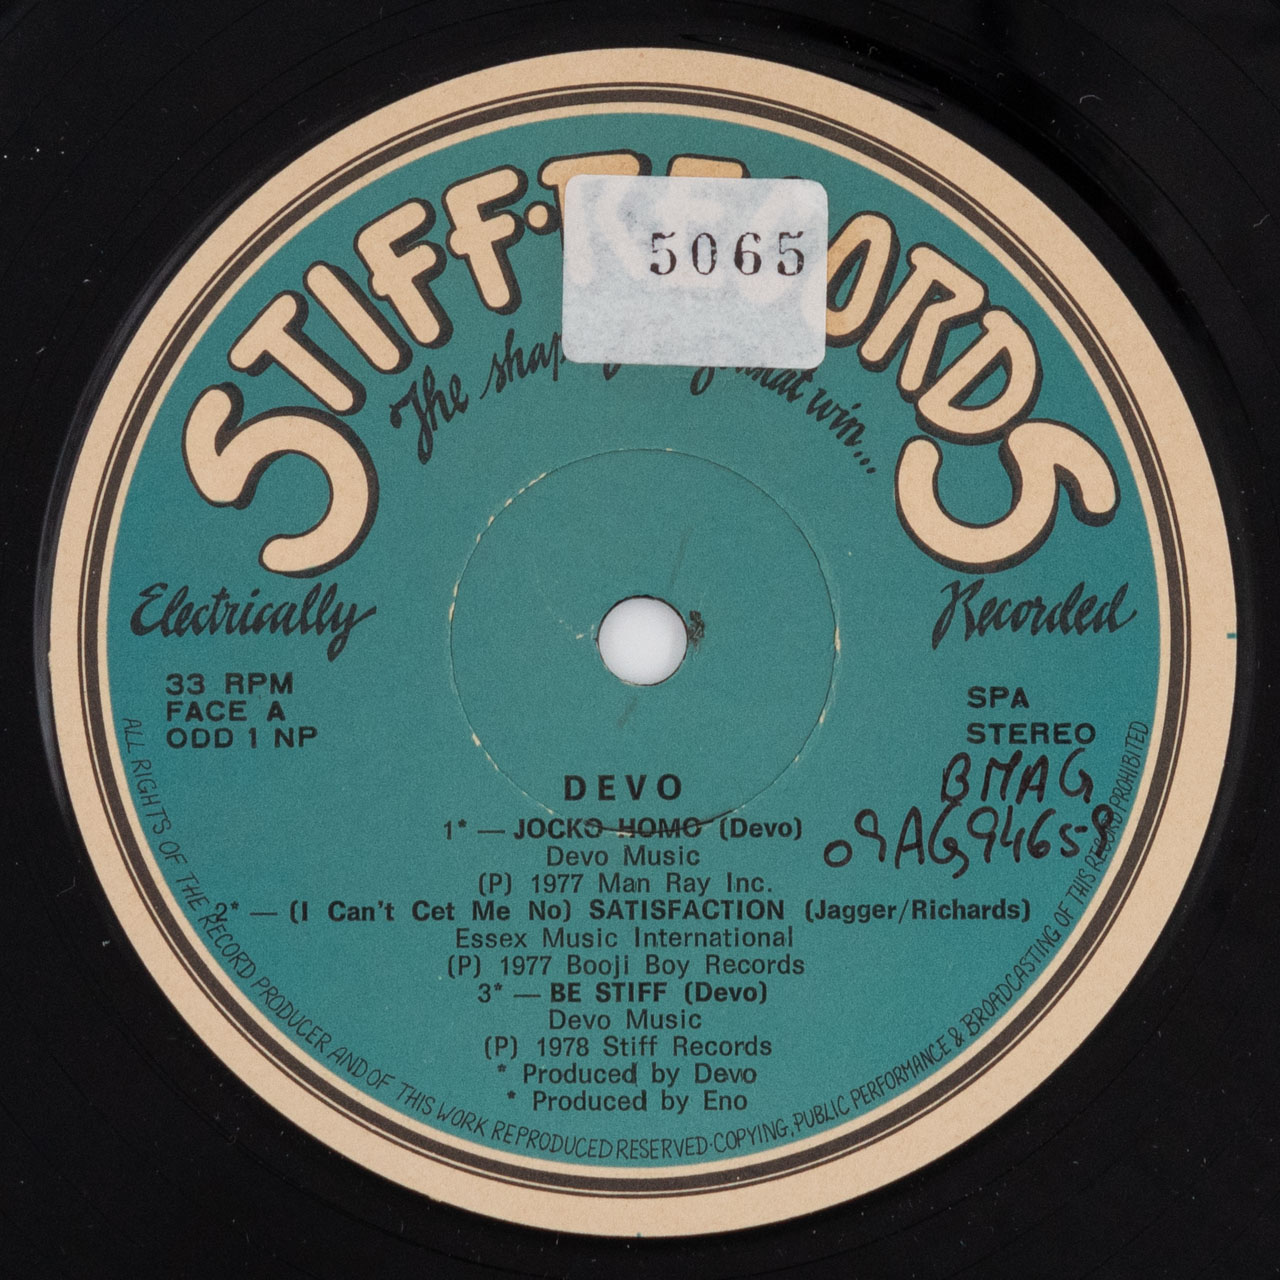 STIFF·RECORDS
5065
The shape win...
Electrically
Recorded
33 RPM
FACE A
ODD 1 NP
SPA
STEREO
BMAG
DEVO
1* — JOCKO HOMO (Devo)
Devo Music
(P) 1977 Man Ray Inc.
2* — (I Can't Cet Me No) SATISFACTION (Jagger/Richards)
Essex Music International
(P) 1977 Booji Boy Records
3* — BE STIFF (Devo)
Devo Music
(P) 1978 Stiff Records
* Produced by Devo
* Produced by Eno
ALL RIGHTS OF THE RECORD PRODUCER AND OF THIS WORK REPRODUCED RESERVED·COPYING, PUBLIC PERFORMANCE & BROADCASTING OF THIS RECORD PROHIBITED